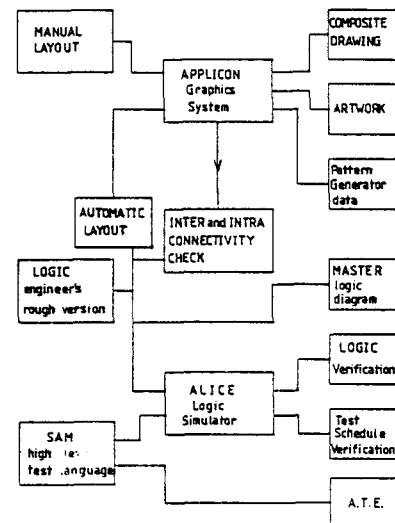 MANUAL
LAYOUT
COMPOSITE
DRAWING
APPLICON
Graphics
System
ARTWORK
Pattern
Generator
data
AUTOMATIC
LAYOUT
INTER and INTRA
CONNECTIVITY
CHECK
LOGIC
engineer's
rough version
MASTER
logic
diagram
LOGIC
Verification
ALICE
Logic
Simulator
SAM
high
test language
Test
Schedule
Verification
A.T.E.